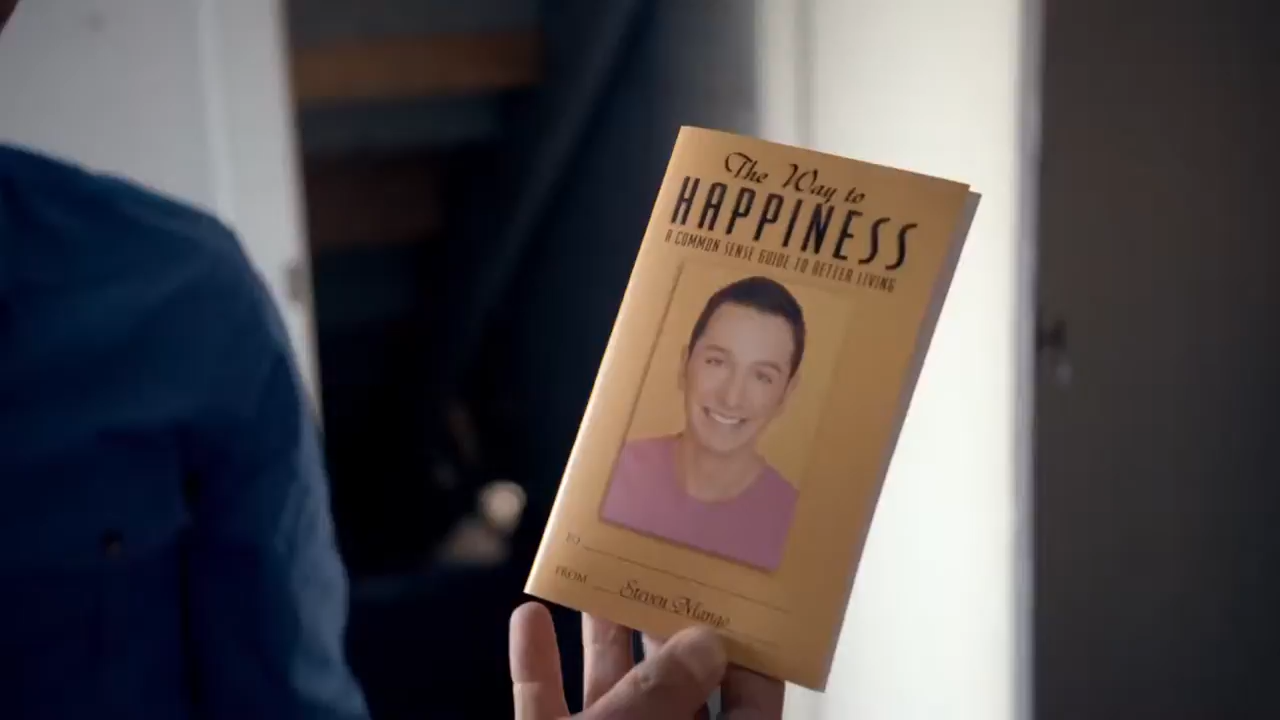 The Way to
HAPPINESS
A COMMON SENSE GUIDE TO BETTER LIVING
TO
FROM Steven Mango